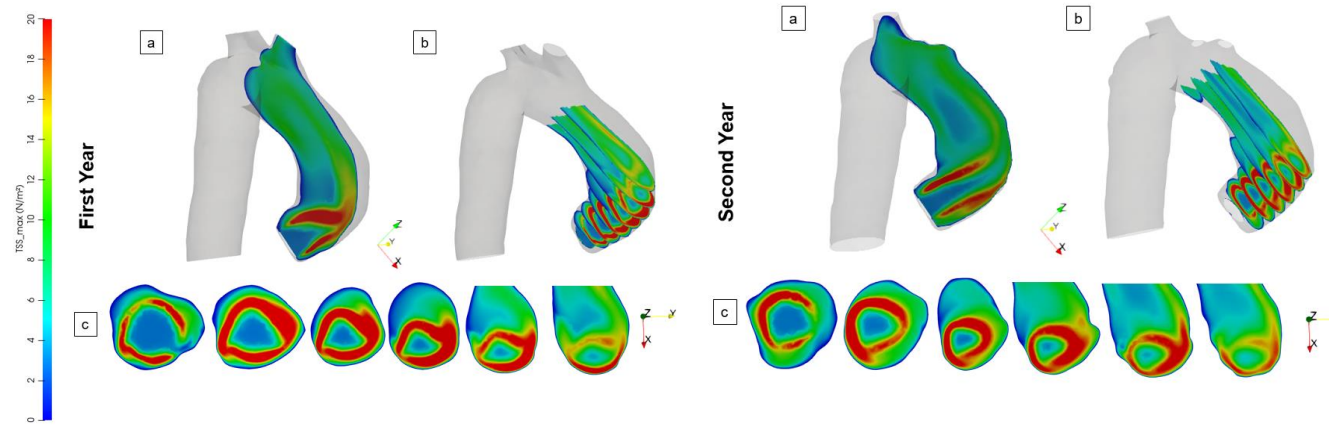 20
18
16
14
12
10
8
6
4
2
0
TSS_max (N/m²)
First Year
a
b
c
Z
Y
X
Z
Y
X
Second Year
a
b
c
Z
Y
X
Z
Y
X